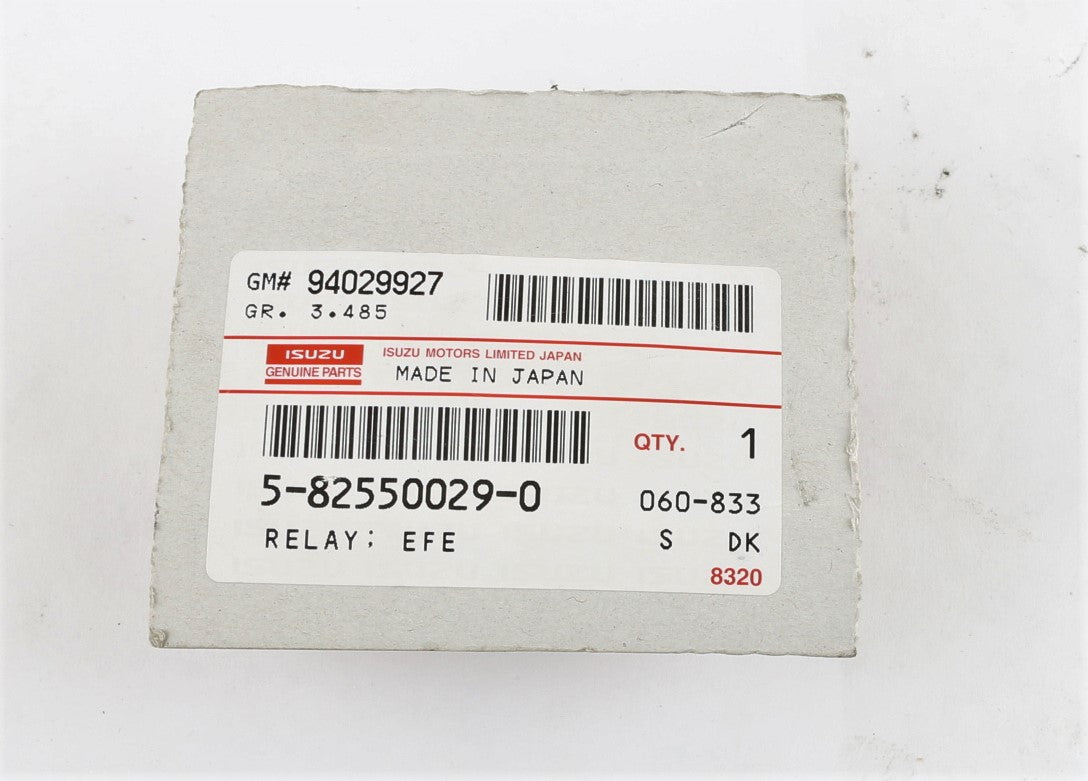 GM# 94029927
GR. 3.485
ISUZU
GENUINE PARTS
ISUZU MOTORS LIMITED JAPAN
MADE IN JAPAN
QTY. 1
5-82550029-0 060-833
RELAY; EFE S DK
8320